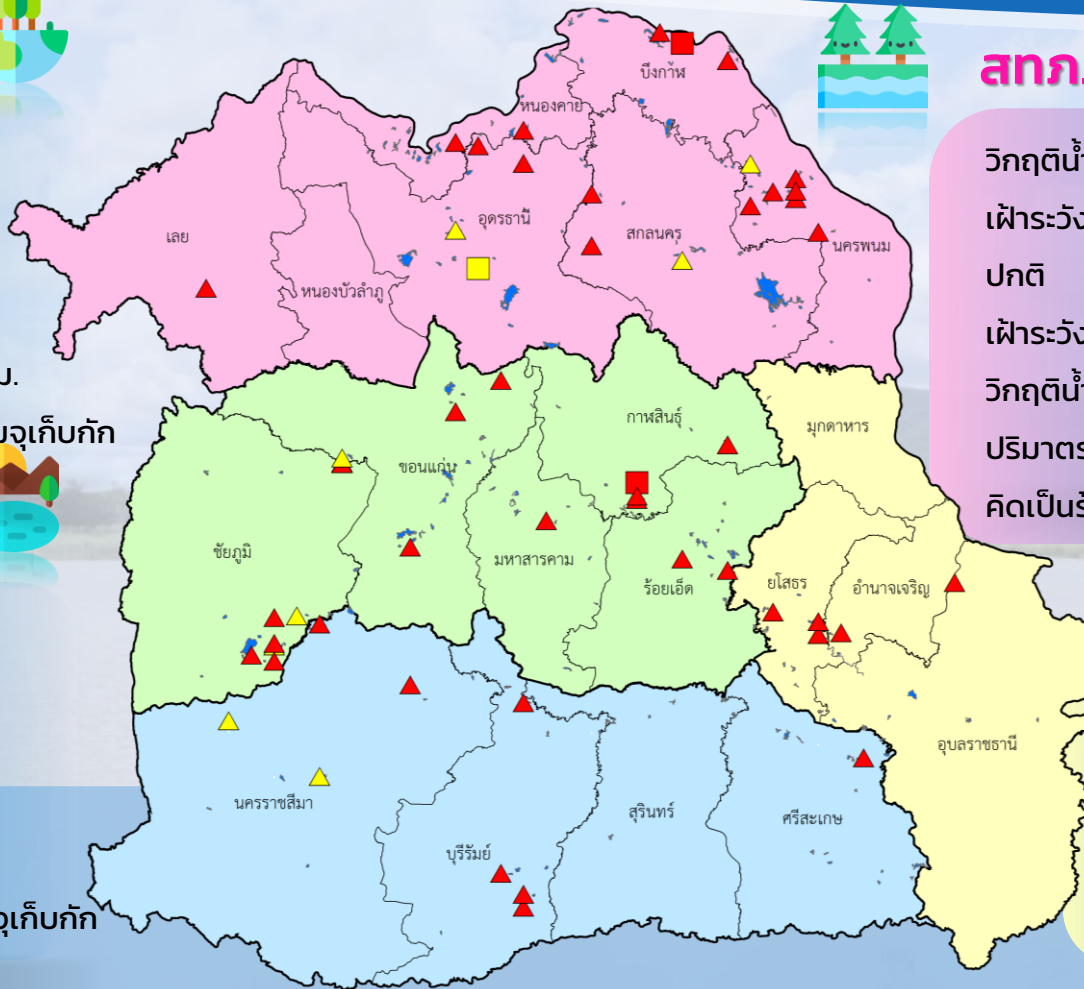 สทภ.
บึงกาฬ
หนองคาย
เลย
อุดรธานี
สกลนคร
นครพนม
หนองบัวลำภู
วิกฤติน้ำ
เฝ้าระวัง
ปกติ
เฝ้าระวัง
วิกฤติน้ำ
ปริมาตร
คิดเป็นร้
ม.
จุเก็บกัก
กาฬสินธุ์
มุกดาหาร
ขอนแก่น
ชัยภูมิ
มหาสารคาม
ร้อยเอ็ด
ยโสธร
อำนาจเจริญ
อุบลราชธานี
นครราชสีมา
สุรินทร์
ศรีสะเกษ
บุรีรัมย์
จุเก็บกัก